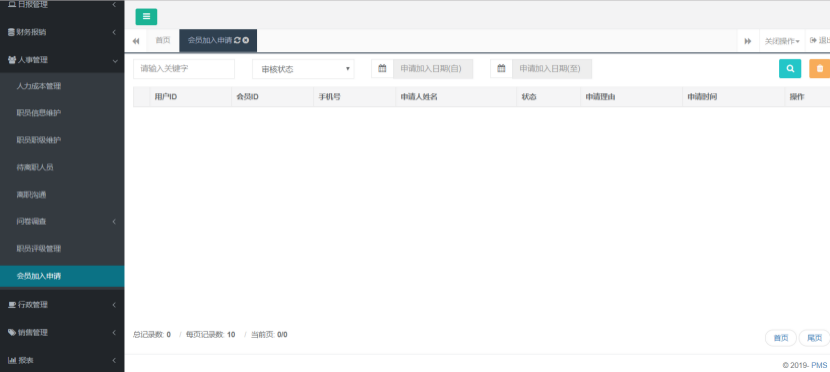 日报管理
财务报销
人事管理
人力成本管理
职员信息维护
职员职级维护
待离职人员
离职沟通
问卷调查
职员评级管理
会员加入申请
行政管理
销售管理
报表
首页 会员加入申请 关闭操作
请输入关键字 审核状态 申请加入日期(自) 申请加入日期(至)
用户ID 会员ID 手机号 申请人姓名 状态 申请理由 申请时间 操作
总记录数: 0 / 每页记录数: 10 / 当前页: 0/0
首页 尾页
© 2019- PMS